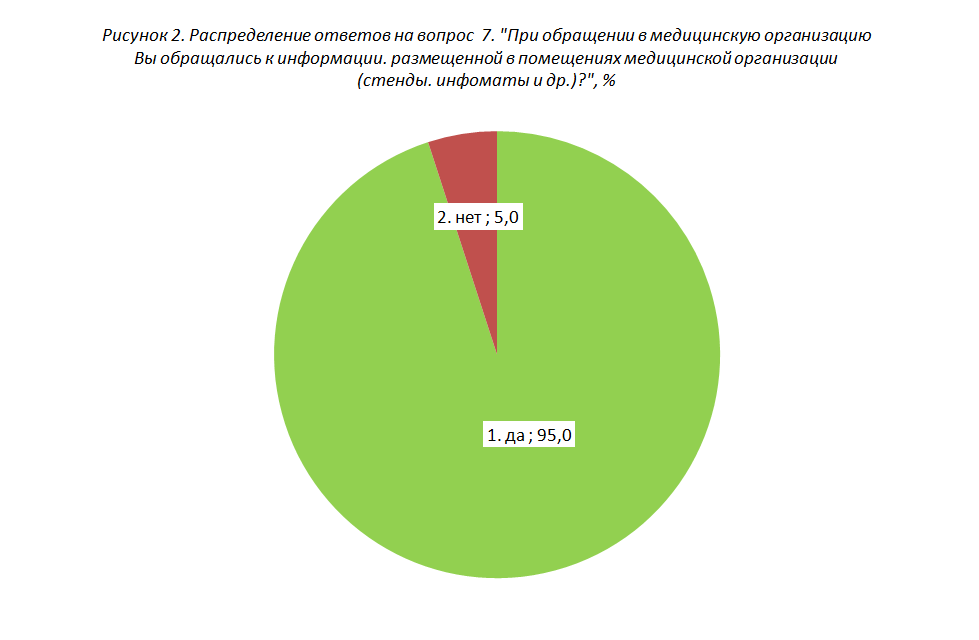 Рисунок 2. Распределение ответов на вопрос 7. "При обращении в медицинскую организацию
Вы обращались к информации. размещенной в помещениях медицинской организации
(стенды. инфоматы и др.)?", %
2. нет ; 5,0
1. да ; 95,0